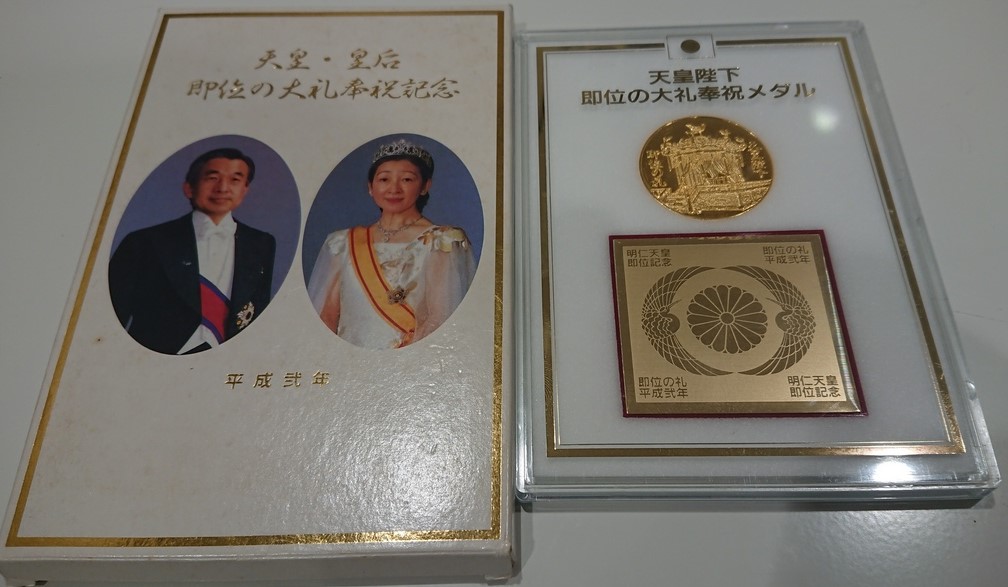 天皇・皇后
即位の大礼奉祝記念
平成弐年
天皇陛下
即位の大礼奉祝メダル
明仁天皇
即位記念
即位の礼
平成弐年
即位の礼
平成弐年
明仁天皇
即位記念